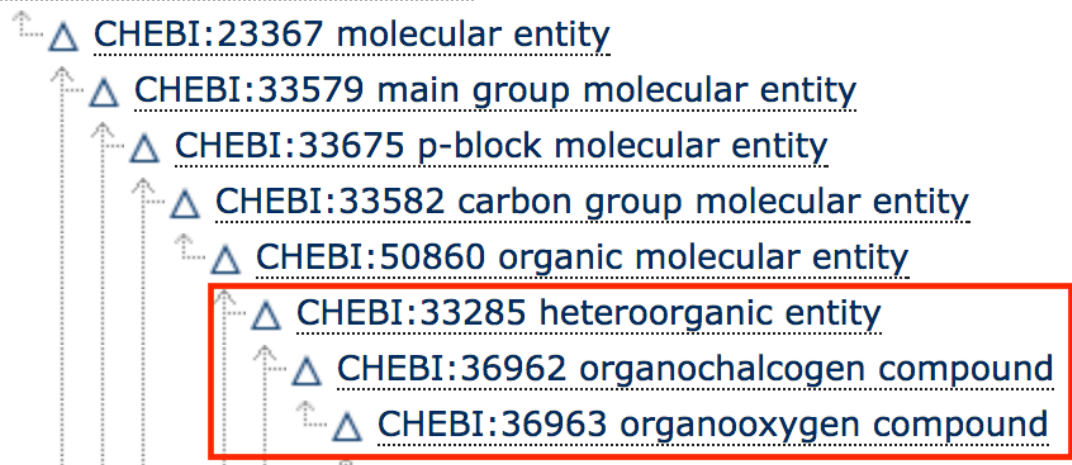 CHEBI:23367 molecular entity
CHEBI:33579 main group molecular entity
CHEBI:33675 p-block molecular entity
CHEBI:33582 carbon group molecular entity
CHEBI:50860 organic molecular entity
CHEBI:33285 heteroorganic entity
CHEBI:36962 organochalcogen compound
CHEBI:36963 organooxygen compound